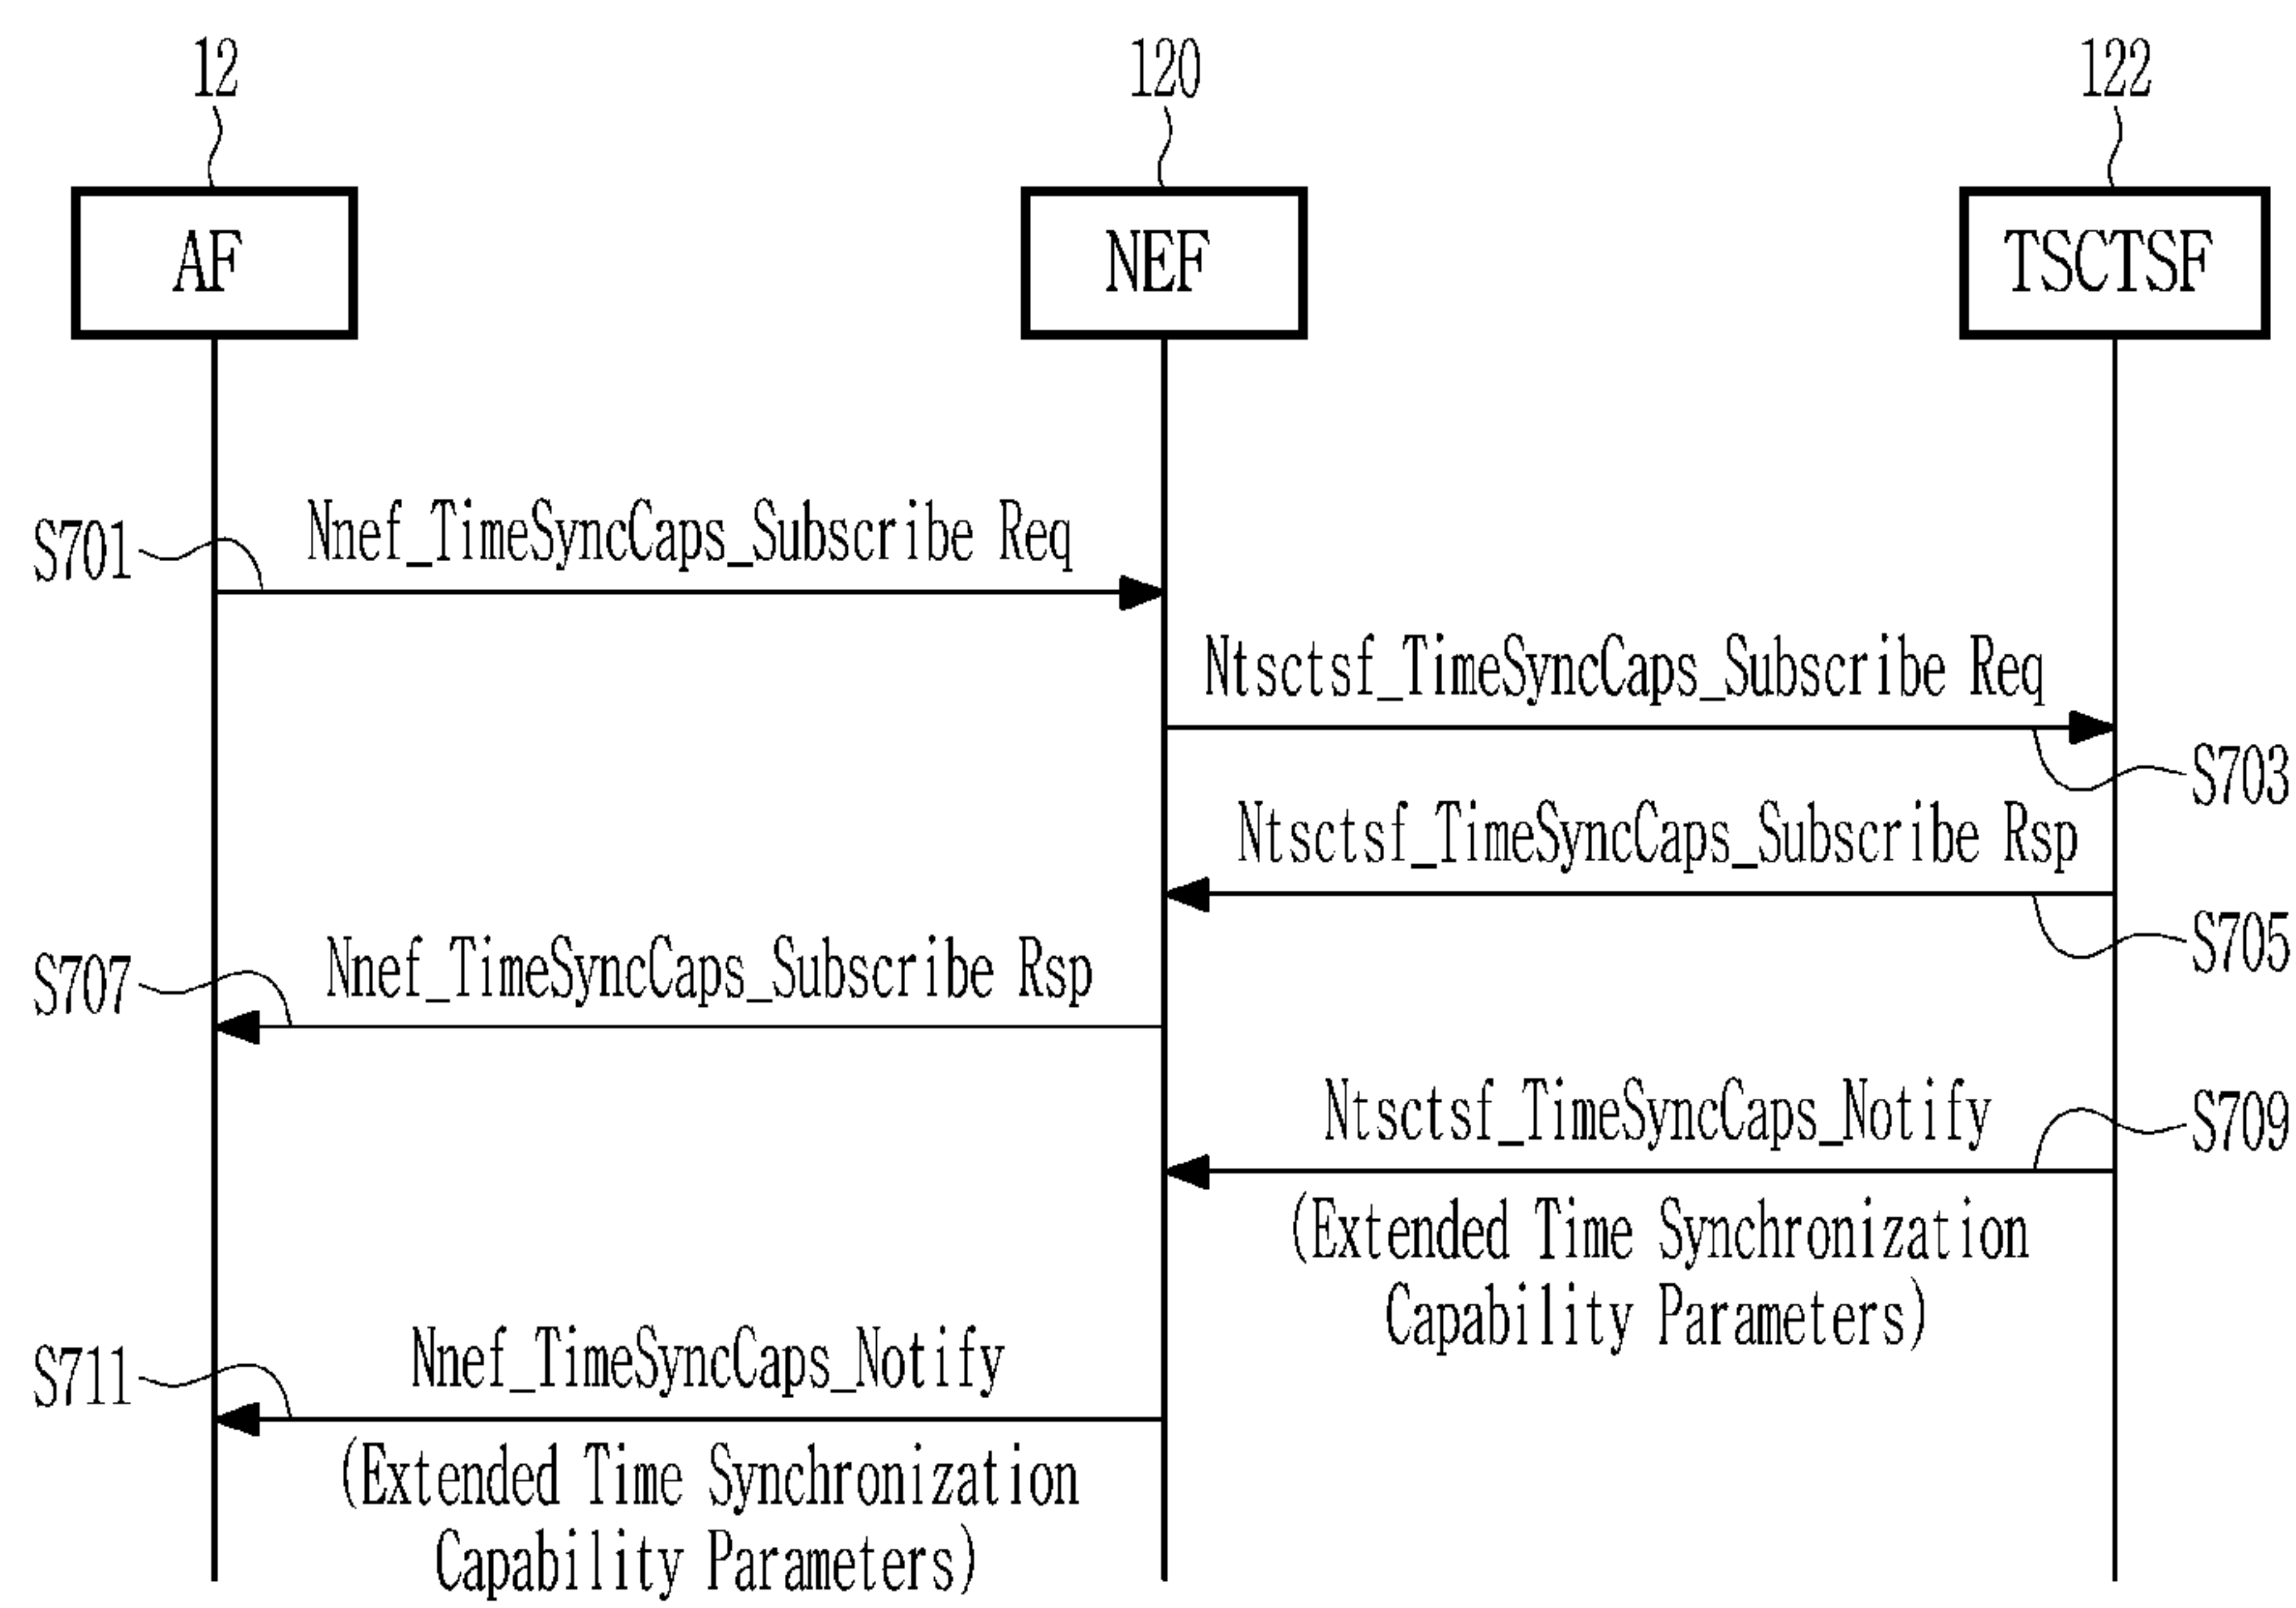 12
120
122
AF
NEF
TSCTSF
S701
Nnef_TimeSyncCaps_Subscribe Req
Ntsctsf_TimeSyncCaps_Subscribe Req
S703
Ntsctsf_TimeSyncCaps_Subscribe Rsp
S705
S707
Nnef_TimeSyncCaps_Subscribe Rsp
Ntsctsf_TimeSyncCaps_Notify
S709
(Extended Time Synchronization
Capability Parameters)
S711
Nnef_TimeSyncCaps_Notify
(Extended Time Synchronization
Capability Parameters)